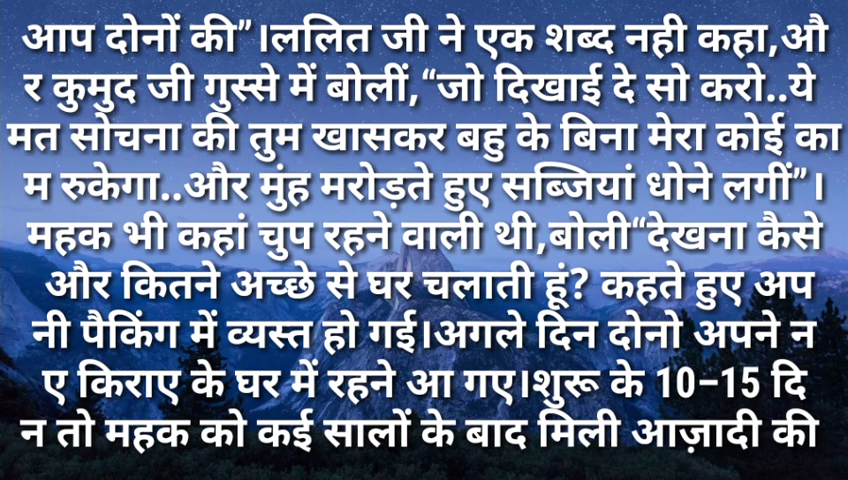 आप दोनों की”।ललित जी ने एक शब्द नही कहा,औ
र कुमुद जी गुस्से में बोलीं,“जो दिखाई दे सो करो..ये
मत सोचना की तुम खासकर बहु के बिना मेरा कोई का
म रुकेगा..और मुंह मरोड़ते हुए सब्जियां धोने लगीं”।
महक भी कहां चुप रहने वाली थी,बोली“देखना कैसे
और कितने अच्छे से घर चलाती हूं? कहते हुए अप
नी पैकिंग में व्यस्त हो गई।अगले दिन दोनो अपने न
ए किराए के घर में रहने आ गए।शुरू के 10–15 दि
न तो महक को कई सालों के बाद मिली आज़ादी की